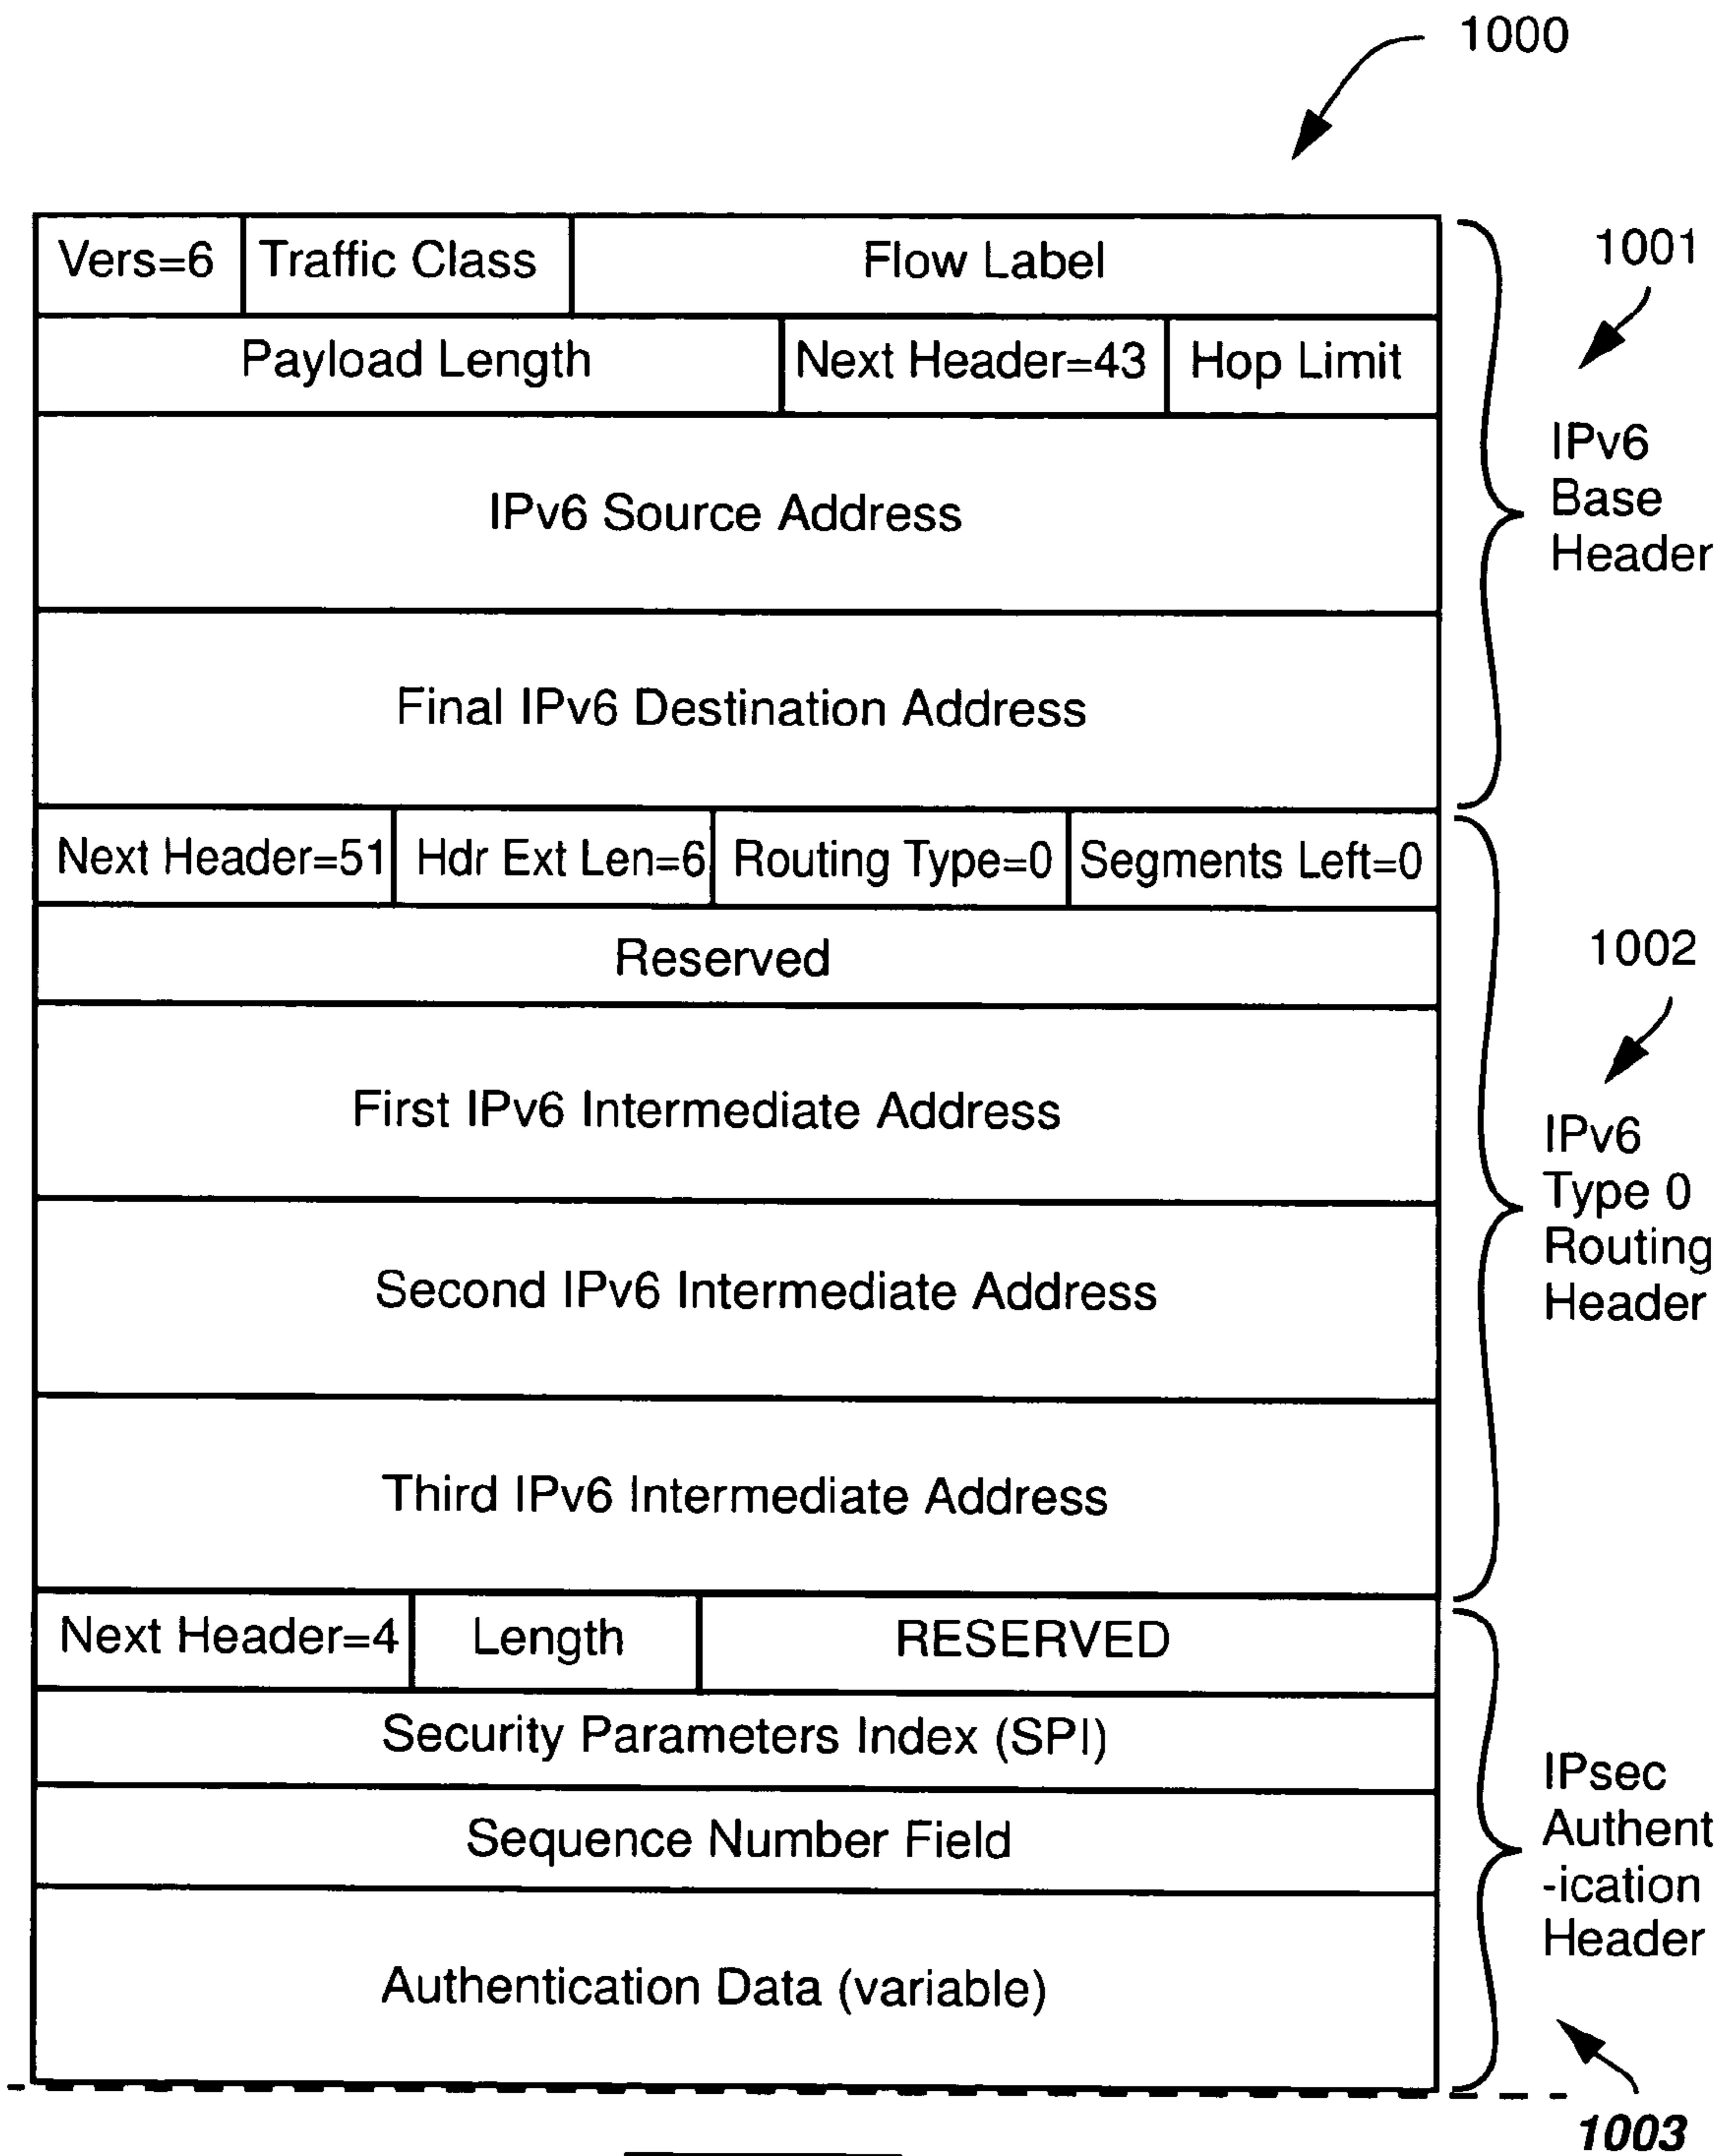 1000
Vers=6 Traffic Class Flow Label
1001
Payload Length Next Header=43 Hop Limit
IPv6
Base
Header
IPv6 Source Address
Final IPv6 Destination Address
Next Header=51 Hdr Ext Len=6 Routing Type=0 Segments Left=0
Reserved
1002
First IPv6 Intermediate Address
IPv6
Type 0
Routing
Header
Second IPv6 Intermediate Address
Third IPv6 Intermediate Address
Next Header=4 Length RESERVED
Security Parameters Index (SPI)
IPsec
Authent
-ication
Header
Sequence Number Field
Authentication Data (variable)
1003